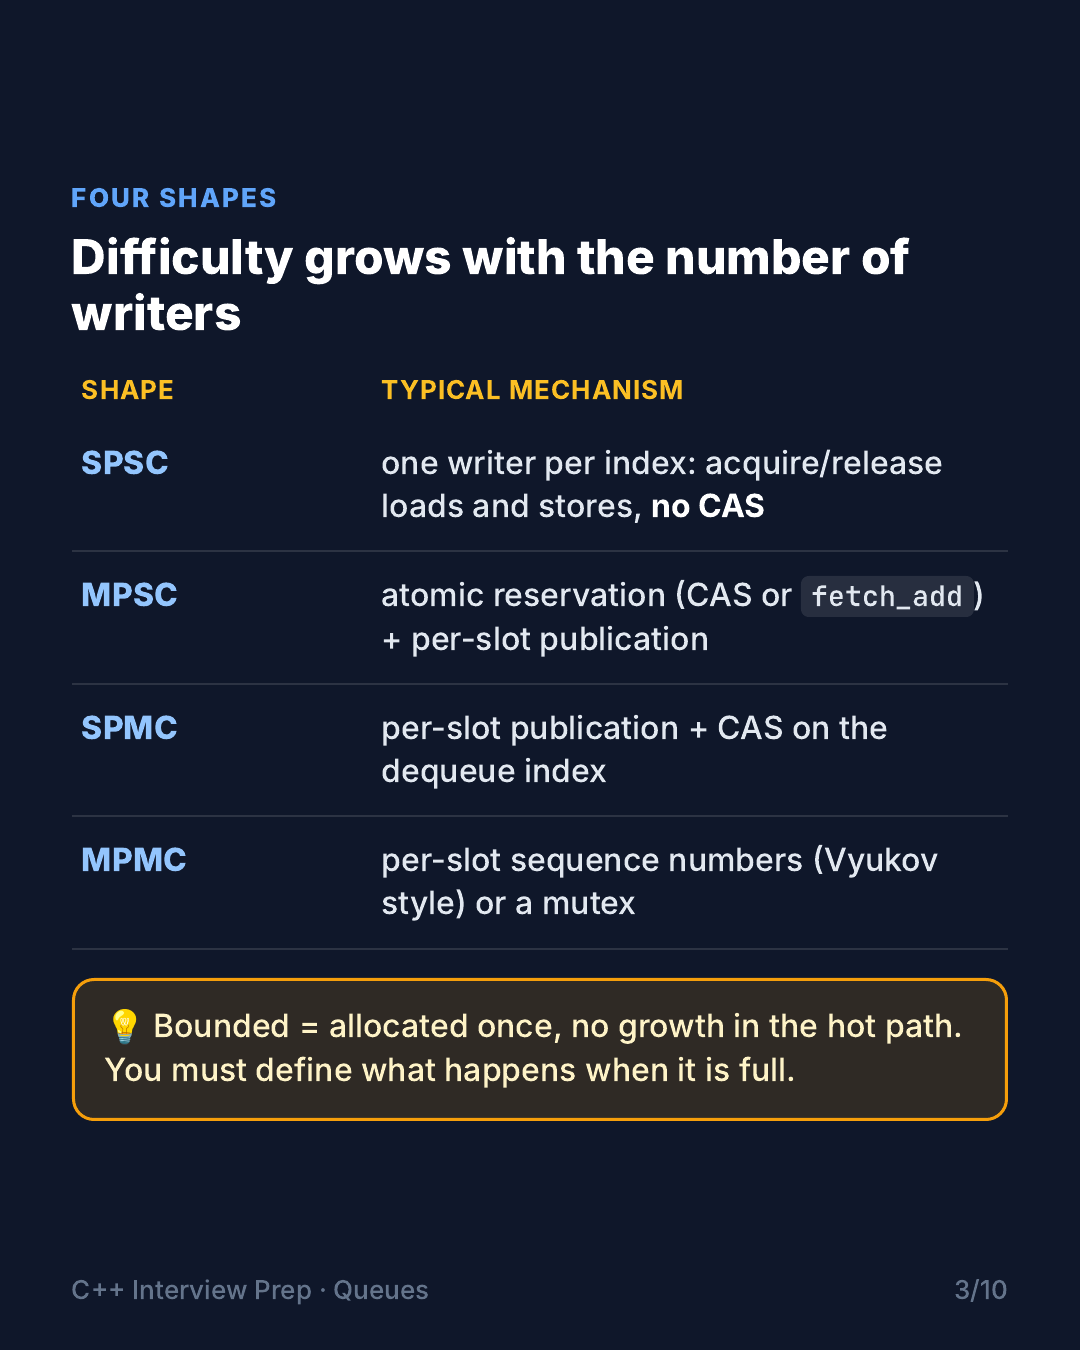 FOUR SHAPES
Difficulty grows with the number of
writers
SHAPE TYPICAL MECHANISM
SPSC one writer per index: acquire/release
loads and stores, no CAS
MPSC atomic reservation (CAS or fetch_add)
+ per-slot publication
SPMC per-slot publication + CAS on the
dequeue index
MPMC per-slot sequence numbers (Vyukov
style) or a mutex
💡 Bounded = allocated once, no growth in the hot path.
You must define what happens when it is full.
C++ Interview Prep · Queues 3/10